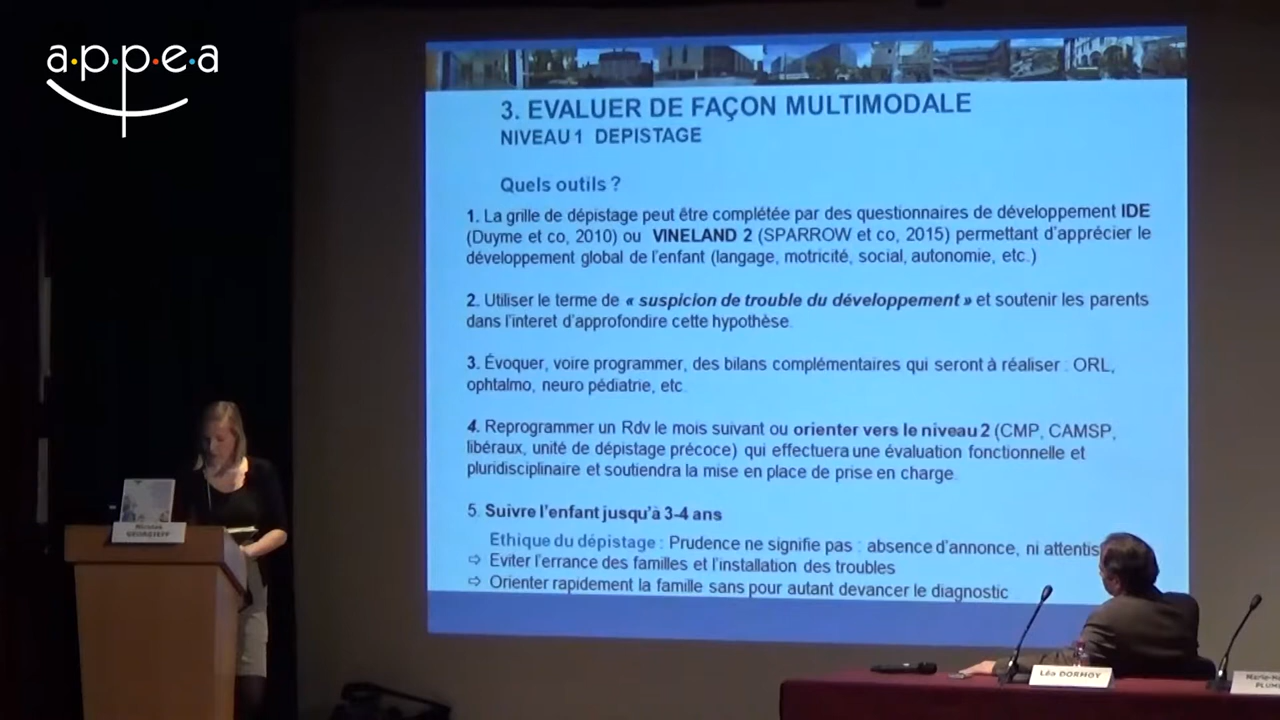 a·p·p·e·a
3. EVALUER DE FAÇON MULTIMODALE
NIVEAU 1 DEPISTAGE
Quels outils ?
1. La grille de dépistage peut être complétée par des questionnaires de développement IDE
(Duyme et co, 2010) ou VINELAND 2 (SPARROW et co, 2015) permettant d'apprécier le
développement global de l'enfant (langage, motricité, social, autonomie, etc.)
2. Utiliser le terme de « suspicion de trouble du développement » et soutenir les parents
dans l'interet d'approfondire cette hypothèse.
3. Évoquer, voire programmer, des bilans complémentaires qui seront à réaliser : ORL,
ophtalmo, neuro pédiatrie, etc.
4. Reprogrammer un Rdv le mois suivant ou orienter vers le niveau 2 (CMP, CAMSP,
libéraux, unité de dépistage précoce) qui effectuera une évaluation fonctionnelle et
pluridisciplinaire et soutiendra la mise en place de prise en charge.
5. Suivre l'enfant jusqu'à 3-4 ans
Ethique du dépistage : Prudence ne signifie pas : absence d'annonce, ni attentis
⇨ Eviter l'errance des familles et l'installation des troubles
⇨ Orienter rapidement la famille sans pour autant devancer le diagnostic
Nicolas
GEORGIEFF
Léo DORHOY